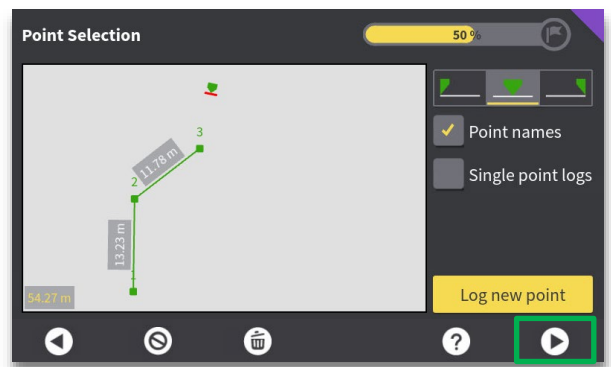 Point Selection
50 %
3
11.78 m
2
13.23 m
1
54.27 m
Point names
Single point logs
Log new point
?